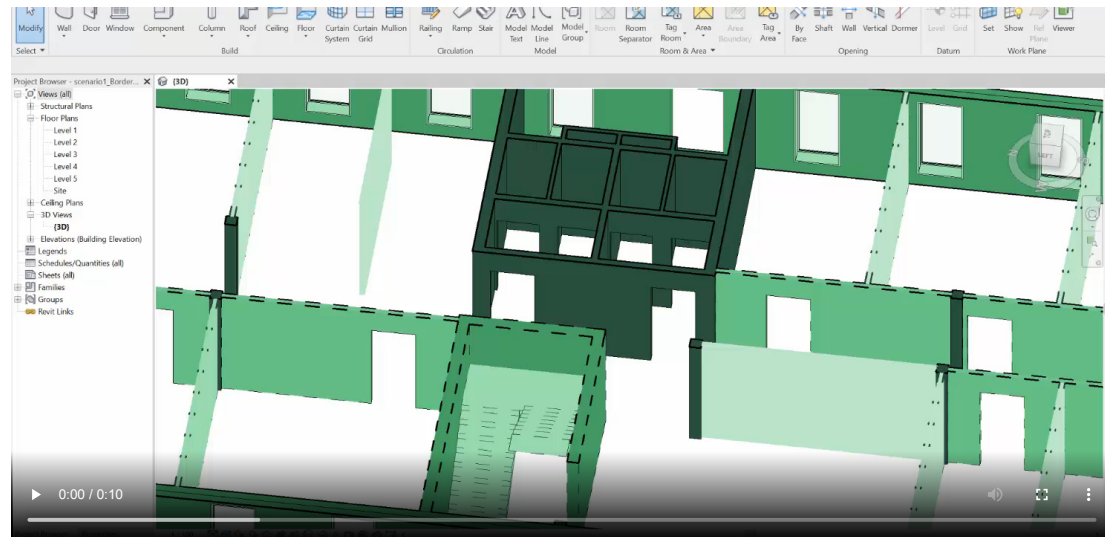 Modify Wall Door Window Component Column Roof Ceiling Floor Curtain System Curtain Grid Mullion Railing Ramp Stair Model Text Model Line Model Group Room Room Separator Tag Room Area Area Boundary Tag Area By Face Shaft Wall Vertical Dormer Level Grid Set Show Ref Plane Viewer
Select Build Circulation Model Room & Area Opening Datum Work Plane
Project Browser - scenario1_Border...
{3D}
Views (all)
Structural Plans
Floor Plans
Level 1
Level 2
Level 3
Level 4
Level 5
Site
Ceiling Plans
3D Views
{3D}
Elevations (Building Elevation)
Legends
Schedules/Quantities (all)
Sheets (all)
Families
Groups
Revit Links
LEFT
0:00 / 0:10